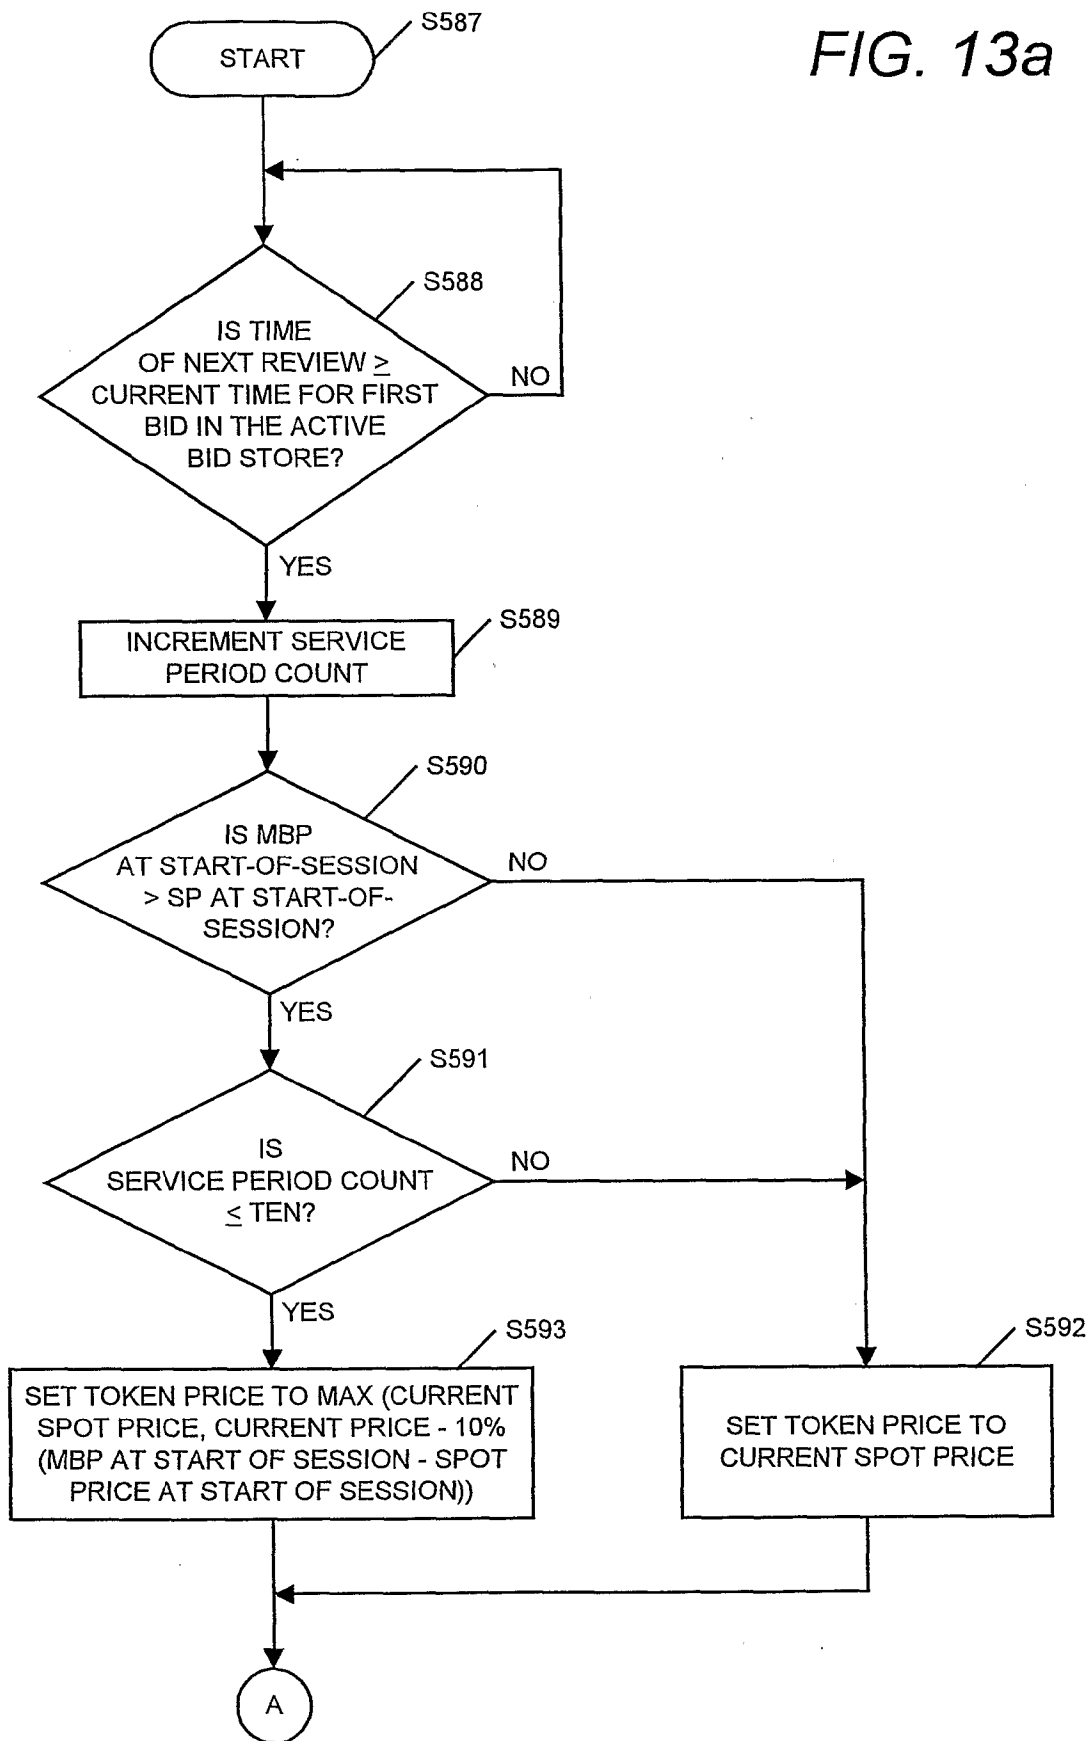 FIG. 13a
START
S587
S588
IS TIME
OF NEXT REVIEW ≥
CURRENT TIME FOR FIRST
BID IN THE ACTIVE
BID STORE?
NO
YES
S589
INCREMENT SERVICE
PERIOD COUNT
S590
IS MBP
AT START-OF-SESSION
> SP AT START-OF-
SESSION?
NO
YES
S591
IS
SERVICE PERIOD COUNT
≤ TEN?
NO
YES
S593
SET TOKEN PRICE TO MAX (CURRENT
SPOT PRICE, CURRENT PRICE - 10%
(MBP AT START OF SESSION - SPOT
PRICE AT START OF SESSION))
S592
SET TOKEN PRICE TO
CURRENT SPOT PRICE
A